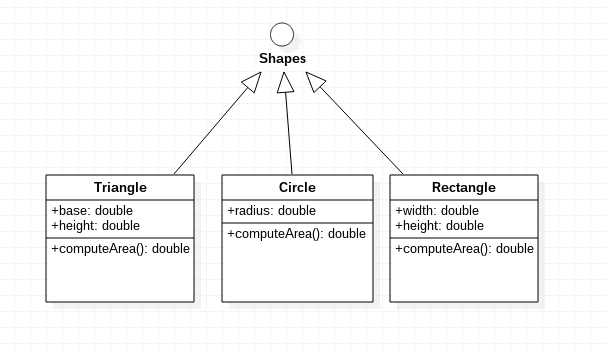 Shapes
Triangle
+base: double
+height: double
+computeArea(): double
Circle
+radius: double
+computeArea(): double
Rectangle
+width: double
+height: double
+computeArea(): double